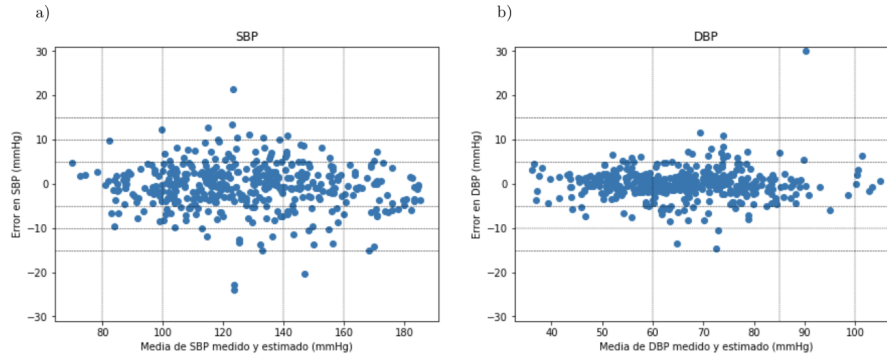 a)
SBP
30
20
10
0
−10
−20
−30
Error en SBP (mmHg)
80 100 120 140 160 180
Media de SBP medido y estimado (mmHg)
b)
DBP
30
20
10
0
−10
−20
−30
Error en DBP (mmHg)
40 50 60 70 80 90 100
Media de DBP medido y estimado (mmHg)